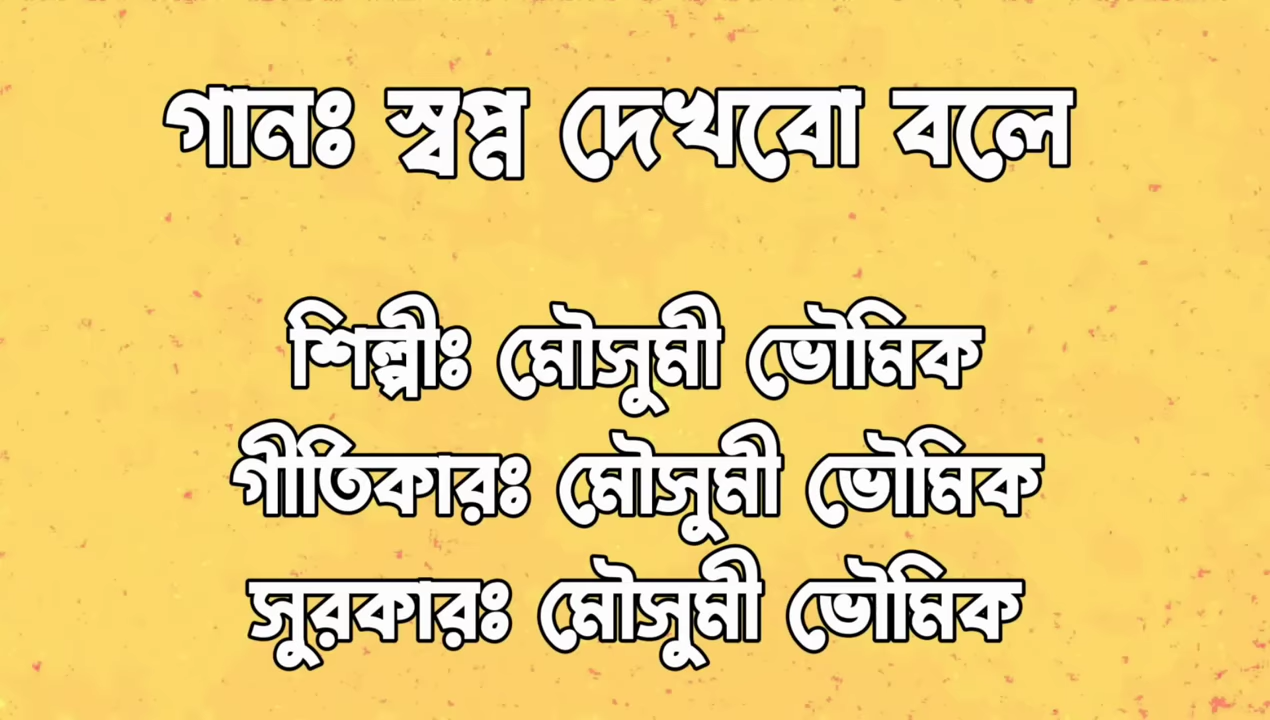 গানঃ স্বপ্ন দেখবো বলে
শিল্পীঃ মৌসুমী ভৌমিক
গীতিকারঃ মৌসুমী ভৌমিক
সুরকারঃ মৌসুমী ভৌমিক